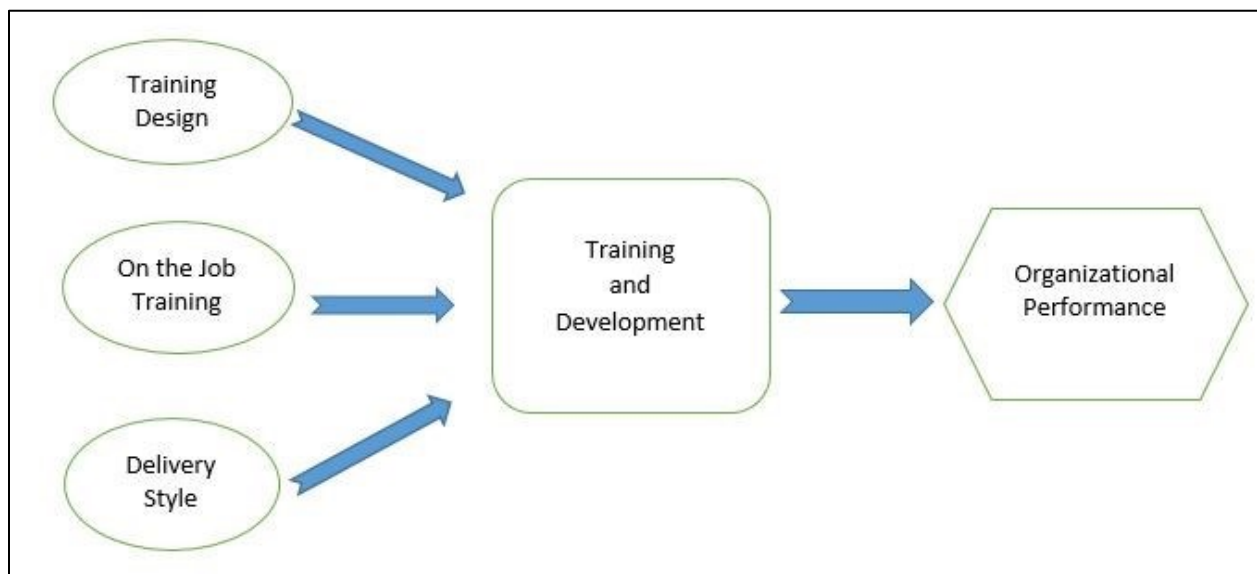 Training
Design
On the Job
Training
Delivery
Style
Training
and
Development
Organizational
Performance